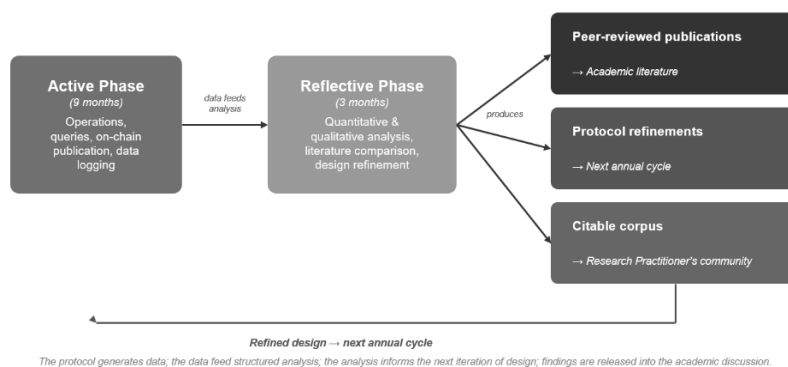 Active Phase
(9 months)
Operations,
queries, on-chain
publication, data
logging
data feeds
analysis
Reflective Phase
(3 months)
Quantitative &
qualitative analysis,
literature comparison,
design refinement
produces
Peer-reviewed publications
→ Academic literature
Protocol refinements
→ Next annual cycle
Citable corpus
→ Research Practitioner's community
Refined design → next annual cycle
The protocol generates data; the data feed structured analysis; the analysis informs the next iteration of design; findings are released into the academic discussion.